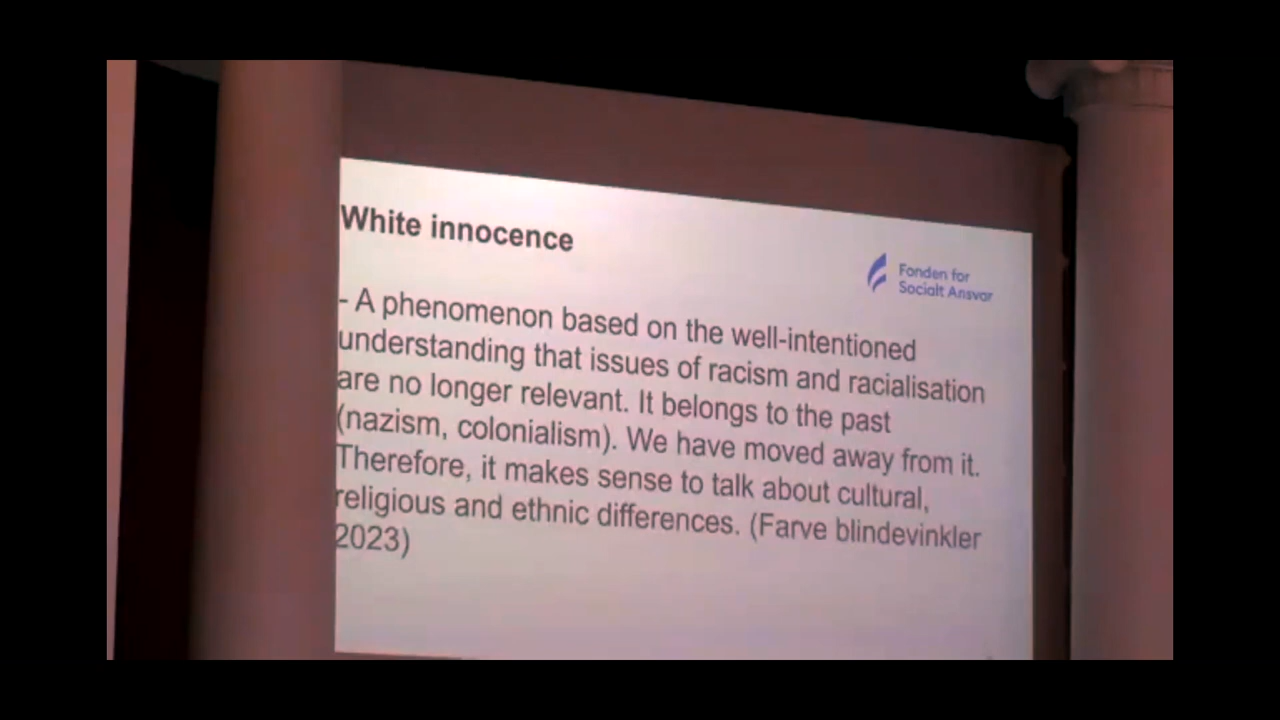 White innocence
Fonden for
Socialt Ansvar
- A phenomenon based on the well-intentioned
understanding that issues of racism and racialisation
are no longer relevant. It belongs to the past
(nazism, colonialism). We have moved away from it.
Therefore, it makes sense to talk about cultural,
religious and ethnic differences. (Farve blindevinkler
2023)